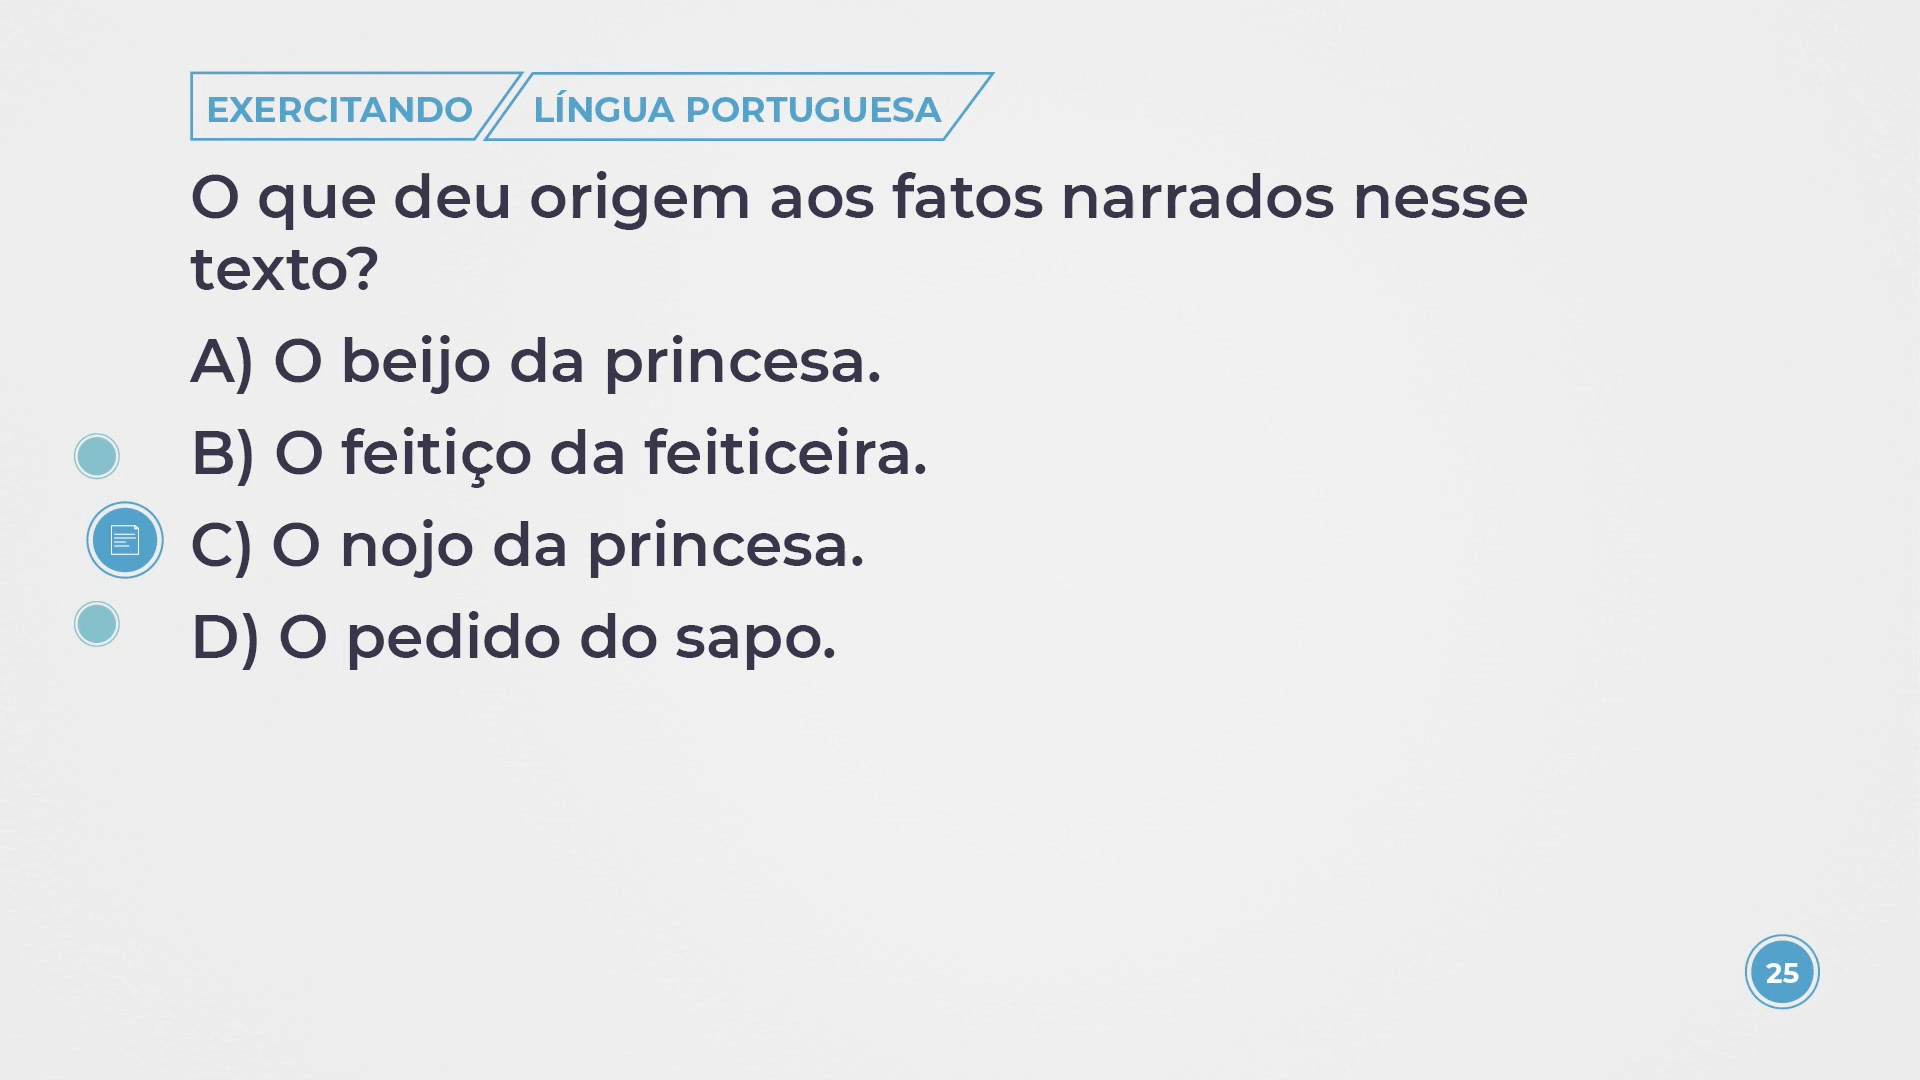 EXERCITANDO LÍNGUA PORTUGUESA
O que deu origem aos fatos narrados nesse
texto?
A) O beijo da princesa.
B) O feitiço da feiticeira.
C) O nojo da princesa.
D) O pedido do sapo.
25